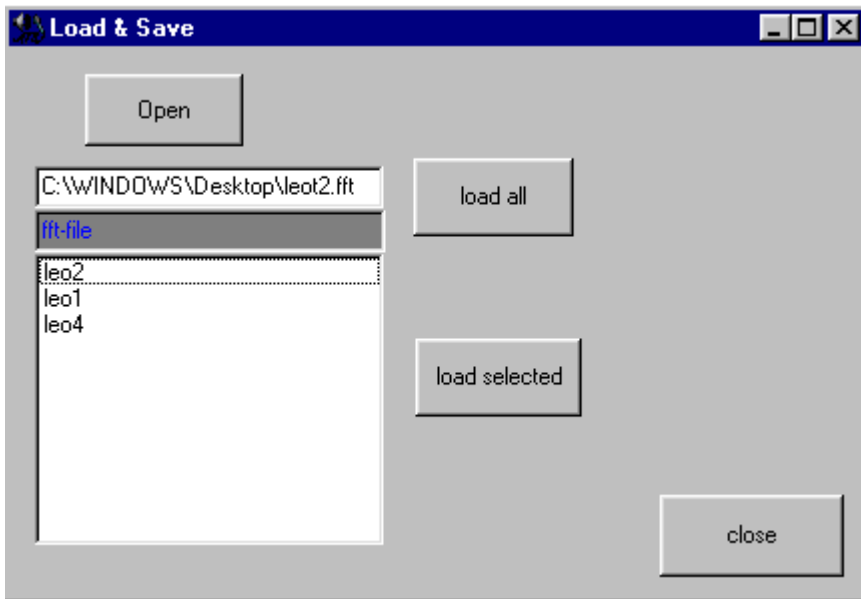 Load & Save
Open
C:\WINDOWS\Desktop\leot2.fft
fft-file
leo2
leo1
leo4
load all
load selected
close